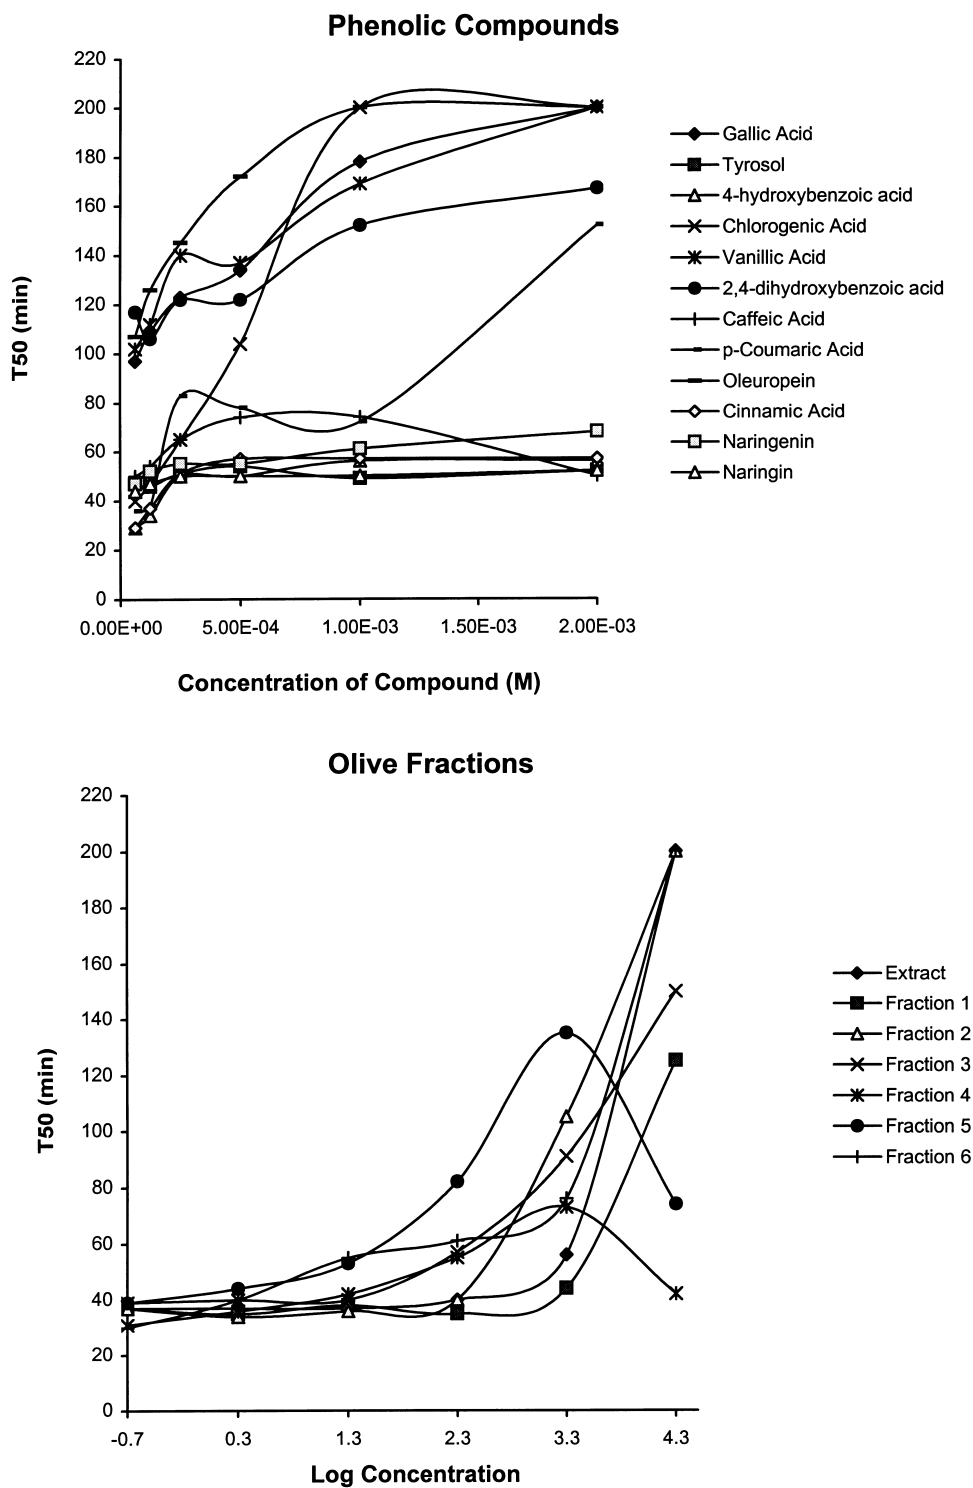 Phenolic Compounds
220
200
180
160
140
120
100
80
60
40
20
0
T50 (min)
0.00E+00 5.00E-04 1.00E-03 1.50E-03 2.00E-03
Concentration of Compound (M)
Gallic Acid
Tyrosol
4-hydroxybenzoic acid
Chlorogenic Acid
Vanillic Acid
2,4-dihydroxybenzoic acid
Caffeic Acid
p-Coumaric Acid
Oleuropein
Cinnamic Acid
Naringenin
Naringin
Olive Fractions
220
200
180
160
140
120
100
80
60
40
20
0
T50 (min)
-0.7 0.3 1.3 2.3 3.3 4.3
Log Concentration
Extract
Fraction 1
Fraction 2
Fraction 3
Fraction 4
Fraction 5
Fraction 6